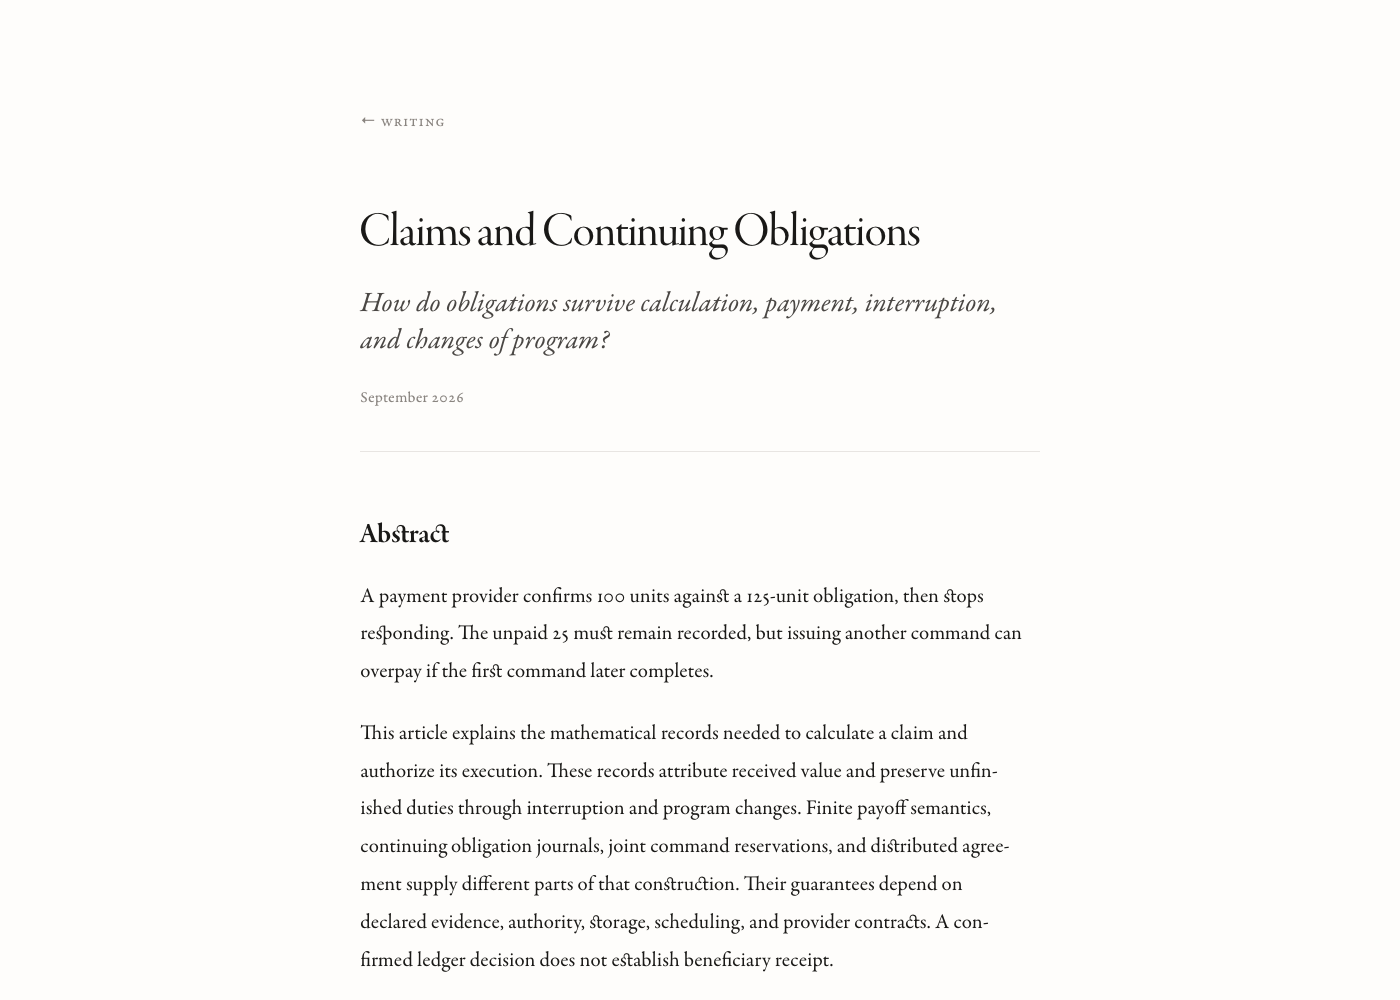 ← WRITING
Claims and Continuing Obligations
How do obligations survive calculation, payment, interruption,
and changes of program?
September 2026
Abstract
A payment provider confirms 100 units against a 125-unit obligation, then stops
responding. The unpaid 25 must remain recorded, but issuing another command can
overpay if the first command later completes.
This article explains the mathematical records needed to calculate a claim and
authorize its execution. These records attribute received value and preserve unfin-
ished duties through interruption and program changes. Finite payoff semantics,
continuing obligation journals, joint command reservations, and distributed agree-
ment supply different parts of that construction. Their guarantees depend on
declared evidence, authority, storage, scheduling, and provider contracts. A con-
firmed ledger decision does not establish beneficiary receipt.